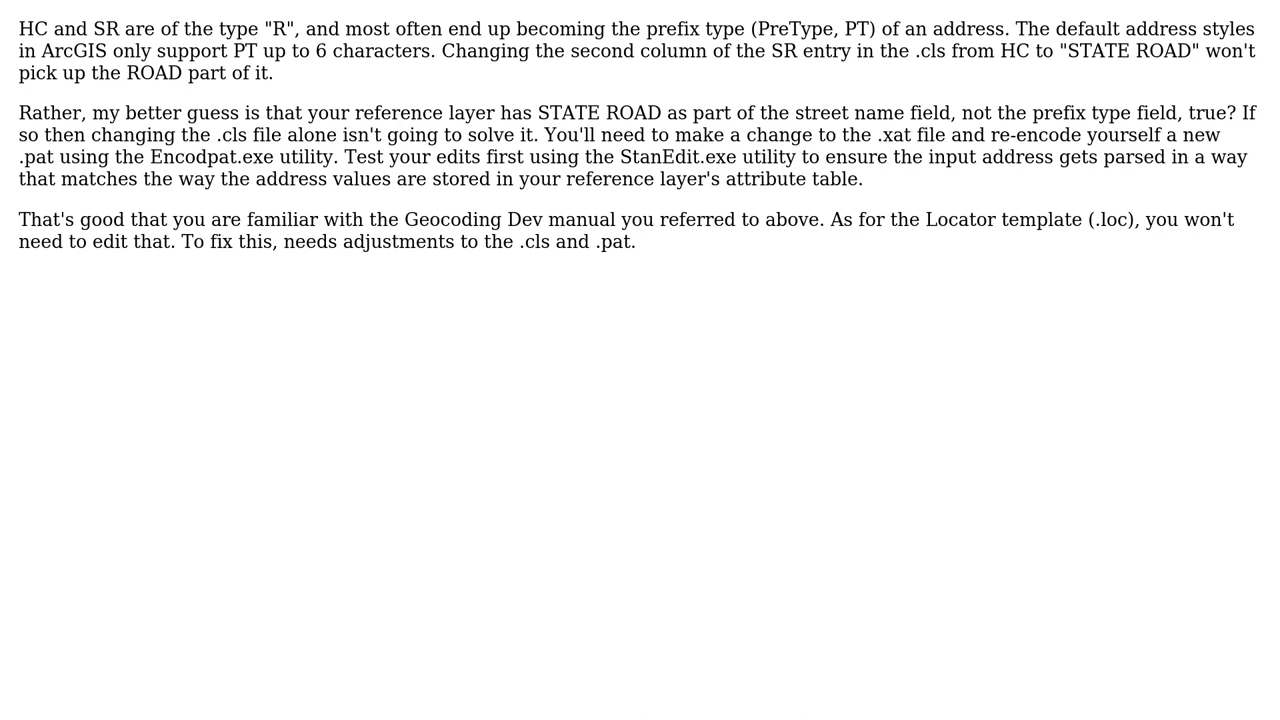 HC and SR are of the type "R", and most often end up becoming the prefix type (PreType, PT) of an address. The default address styles
in ArcGIS only support PT up to 6 characters. Changing the second column of the SR entry in the .cls from HC to "STATE ROAD" won't
pick up the ROAD part of it.
Rather, my better guess is that your reference layer has STATE ROAD as part of the street name field, not the prefix type field, true? If
so then changing the .cls file alone isn't going to solve it. You'll need to make a change to the .xat file and re-encode yourself a new
.pat using the Encodpat.exe utility. Test your edits first using the StanEdit.exe utility to ensure the input address gets parsed in a way
that matches the way the address values are stored in your reference layer's attribute table.
That's good that you are familiar with the Geocoding Dev manual you referred to above. As for the Locator template (.loc), you won't
need to edit that. To fix this, needs adjustments to the .cls and .pat.